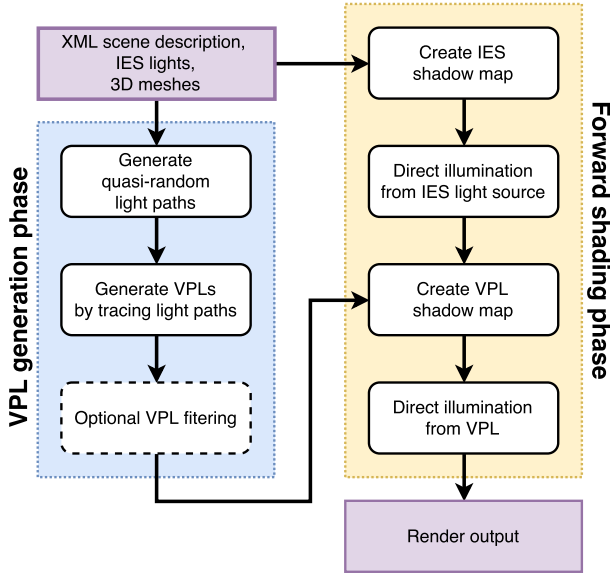 XML scene description,
IES lights,
3D meshes
VPL generation phase
Generate
quasi-random
light paths
Generate VPLs
by tracing light paths
Optional VPL fitering
Forward shading phase
Create IES
shadow map
Direct illumination
from IES light source
Create VPL
shadow map
Direct illumination
from VPL
Render output